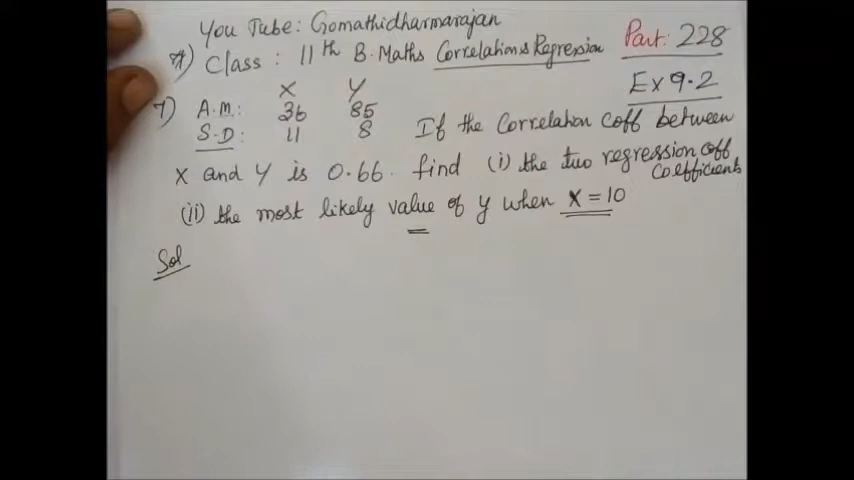 You Tube: Gomathidharmarajan
Class: 11th B.Maths Correlation & Regression Part: 228
Ex 9.2
X Y
7) A.M: 36 85
S.D: 11 8 If the Correlation coff between
X and Y is 0.66. find (i) the two regression coff
coefficients
(ii) the most likely value of y when x = 10
Sol